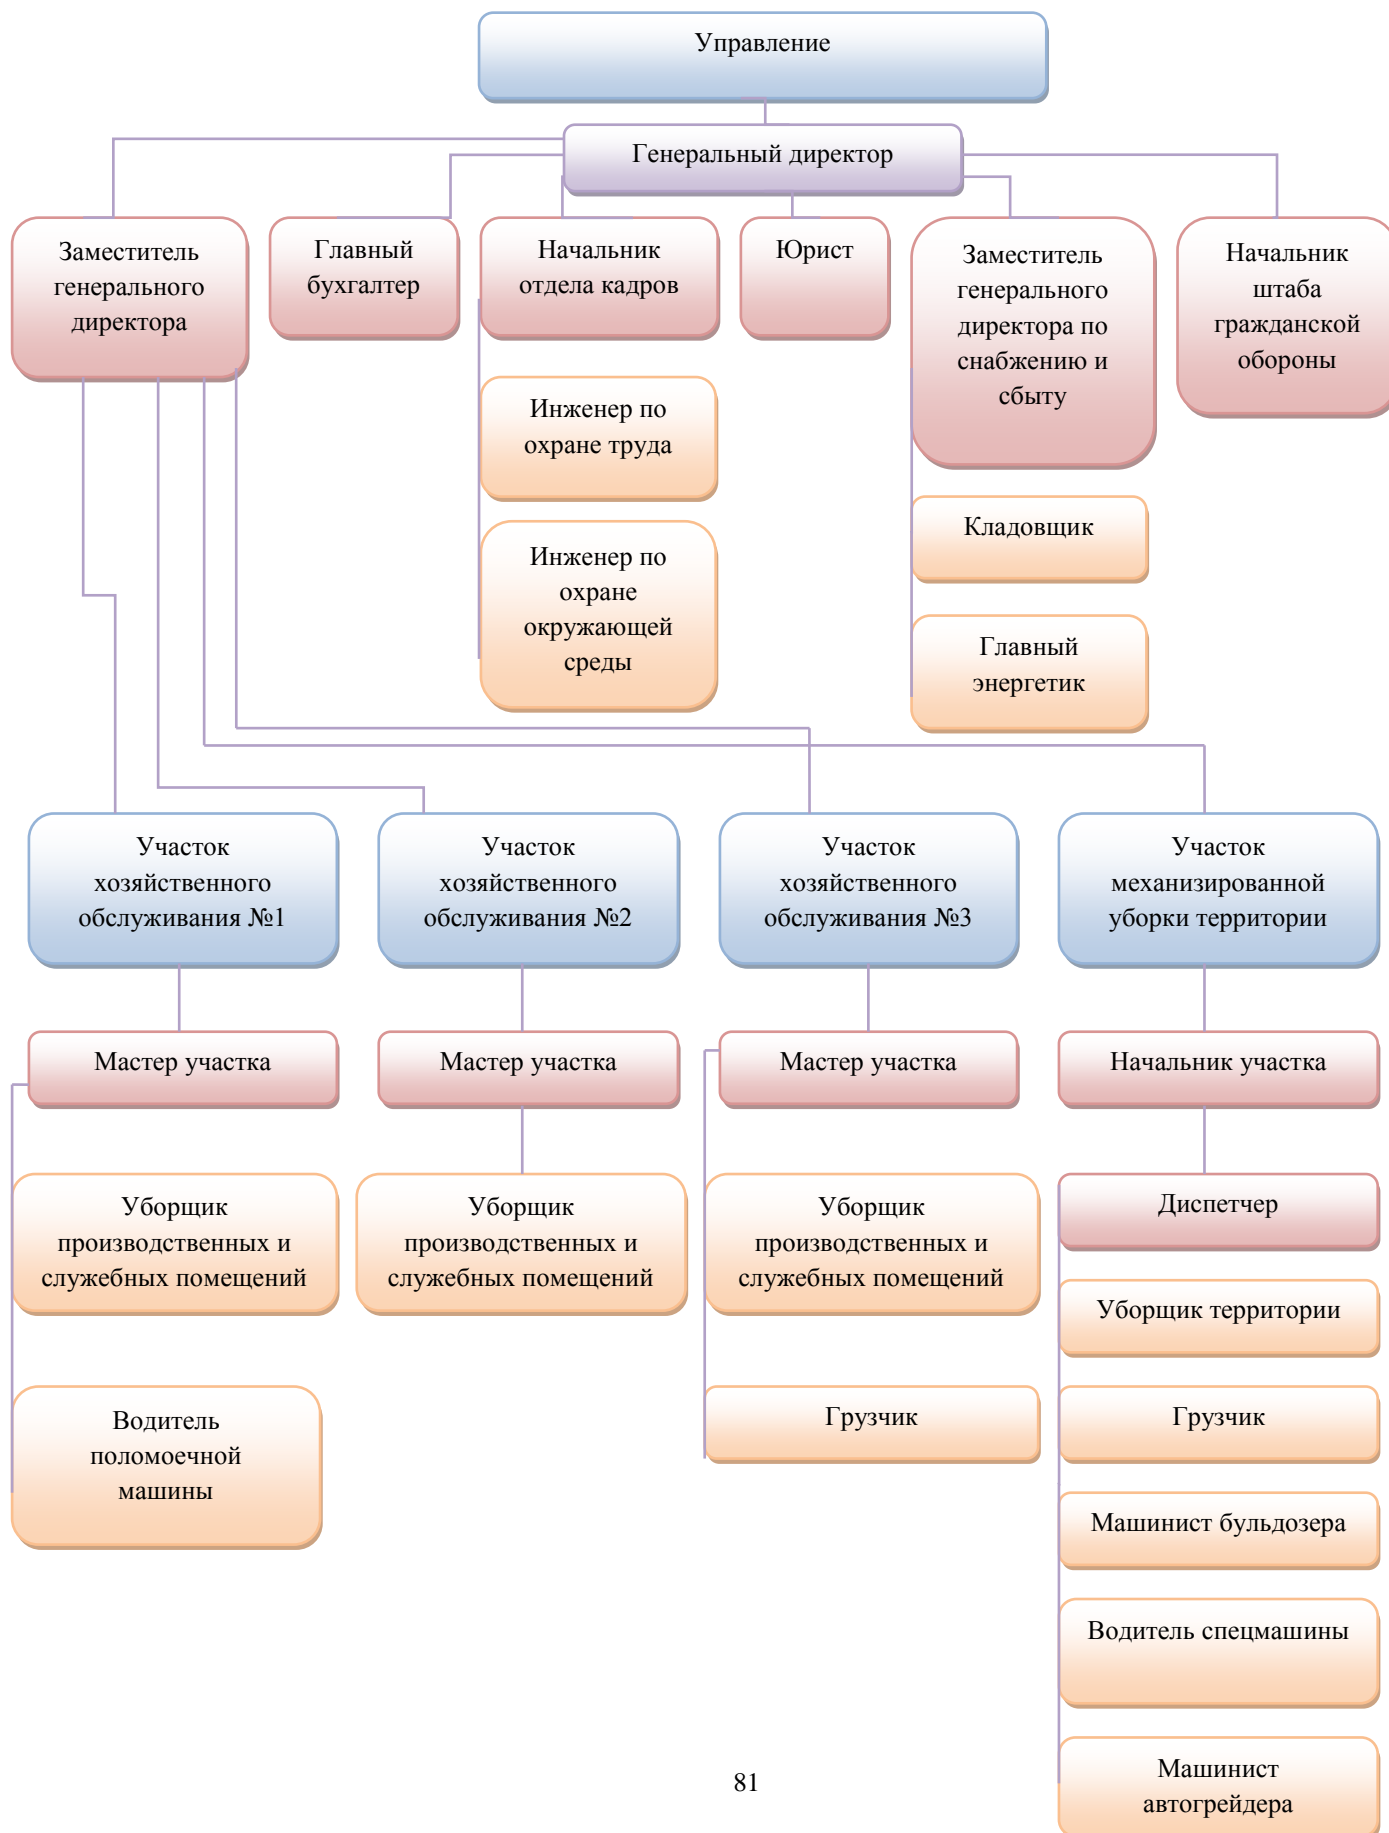 Управление
Генеральный директор
Заместитель
генерального
директора
Главный
бухгалтер
Начальник
отдела кадров
Юрист
Заместитель
генерального
директора по
снабжению и
сбыту
Начальник
штаба
гражданской
обороны
Инженер по
охране труда
Инженер по
охране
окружающей
среды
Кладовщик
Главный
энергетик
Участок
хозяйственного
обслуживания №1
Участок
хозяйственного
обслуживания №2
Участок
хозяйственного
обслуживания №3
Участок
механизированной
уборки территории
Мастер участка
Мастер участка
Мастер участка
Начальник участка
Уборщик
производственных и
служебных помещений
Уборщик
производственных и
служебных помещений
Уборщик
производственных и
служебных помещений
Диспетчер
Уборщик территории
Водитель
поломоечной
машины
Грузчик
Грузчик
Машинист бульдозера
Водитель спецмашины
Машинист
автогрейдера
81